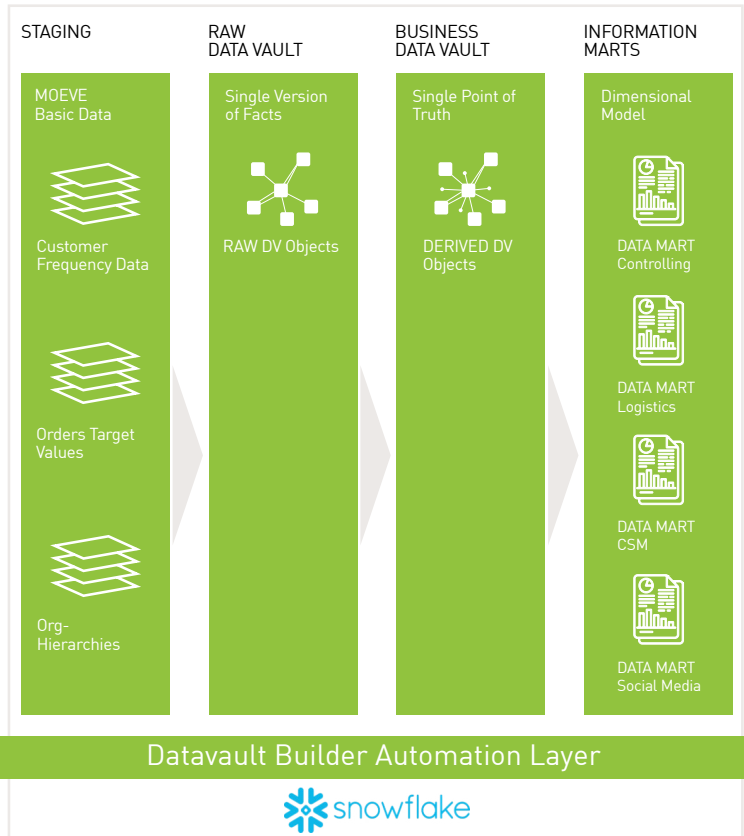 STAGING
RAW
DATA VAULT
BUSINESS
DATA VAULT
INFORMATION
MARTS
MOEVE
Basic Data
Customer
Frequency Data
Orders Target
Values
Org-
Hierarchies
Single Version
of Facts
RAW DV Objects
Single Point of
Truth
DERIVED DV
Objects
Dimensional
Model
DATA MART
Controlling
DATA MART
Logistics
DATA MART
CSM
DATA MART
Social Media
Datavault Builder Automation Layer
snowflake